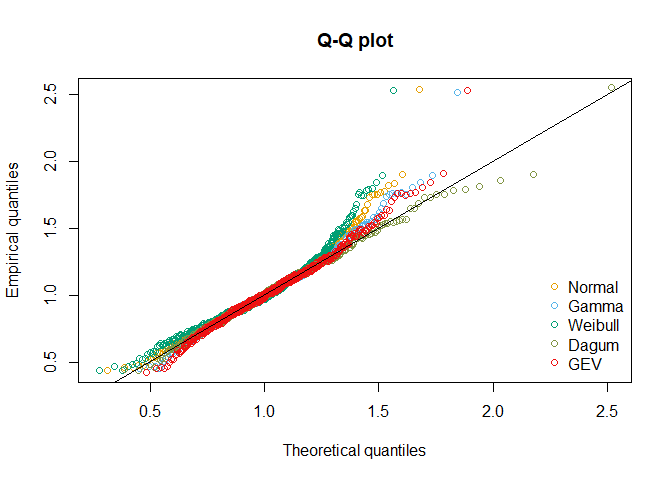 Q-Q plot
Empirical quantiles
2.5
2.0
1.5
1.0
0.5
Normal
Gamma
Weibull
Dagum
GEV
0.5 1.0 1.5 2.0 2.5
Theoretical quantiles